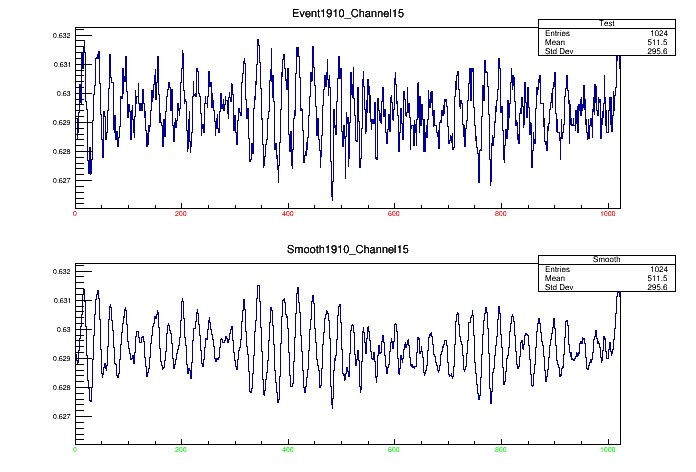 Event1910_Channel15
Test
Entries 1024
Mean 511.5
Std Dev 295.6
0.632
0.631
0.63
0.629
0.628
0.627
0 200 400 600 800 1000
Smooth1910_Channel15
Smooth
Entries 1024
Mean 511.5
Std Dev 295.6
0.632
0.631
0.63
0.629
0.628
0.627
0 200 400 600 800 1000